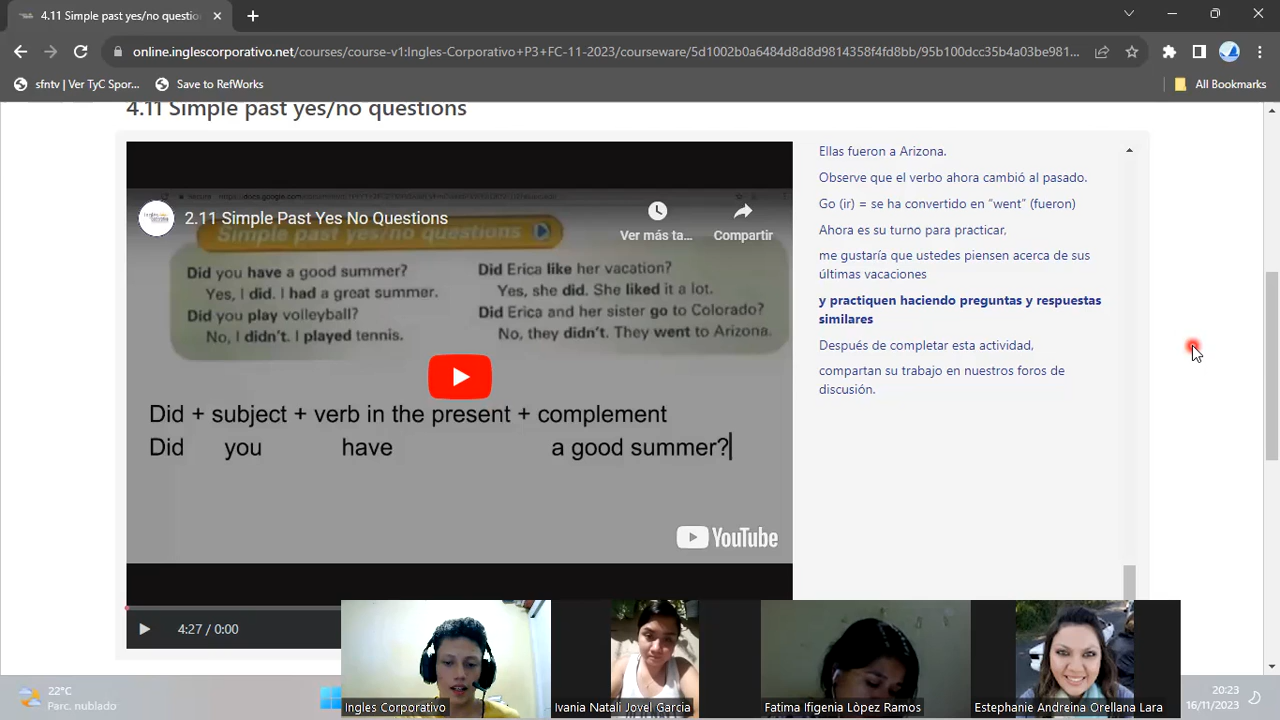 4.11 Simple past yes/no questio
online.inglescorporativo.net/courses/course-v1:Ingles-Corporativo+P3+FC-11-2023/courseware/5d1002b0a6484d8d8d9814358f4fd8bb/95b100dcc35b4a03be981...
sfntv | Ver TyC Spor...
Save to RefWorks
All Bookmarks
4.11 Simple past yes/no questions
2.11 Simple Past Yes No Questions
Ver más ta...
Compartir
Simple past yes/no questions
Did you have a good summer?
Yes, I did. I had a great summer.
Did you play volleyball?
No, I didn't. I played tennis.
Did Erica like her vacation?
Yes, she did. She liked it a lot.
Did Erica and her sister go to Colorado?
No, they didn't. They went to Arizona.
Did + subject + verb in the present + complement
Did you have a good summer?
YouTube
4:27 / 0:00
Ellas fueron a Arizona.
Observe que el verbo ahora cambió al pasado.
Go (ir) = se ha convertido en “went” (fueron)
Ahora es su turno para practicar,
me gustaría que ustedes piensen acerca de sus
últimas vacaciones
y practiquen haciendo preguntas y respuestas
similares
Después de completar esta actividad,
compartan su trabajo en nuestros foros de
discusión.
Ingles Corporativo
Ivania Natali Jovel Garcia
Fatima Ifigenia Lòpez Ramos
Estephanie Andreina Orellana Lara
22°C
Parc. nublado
20:23
16/11/2023